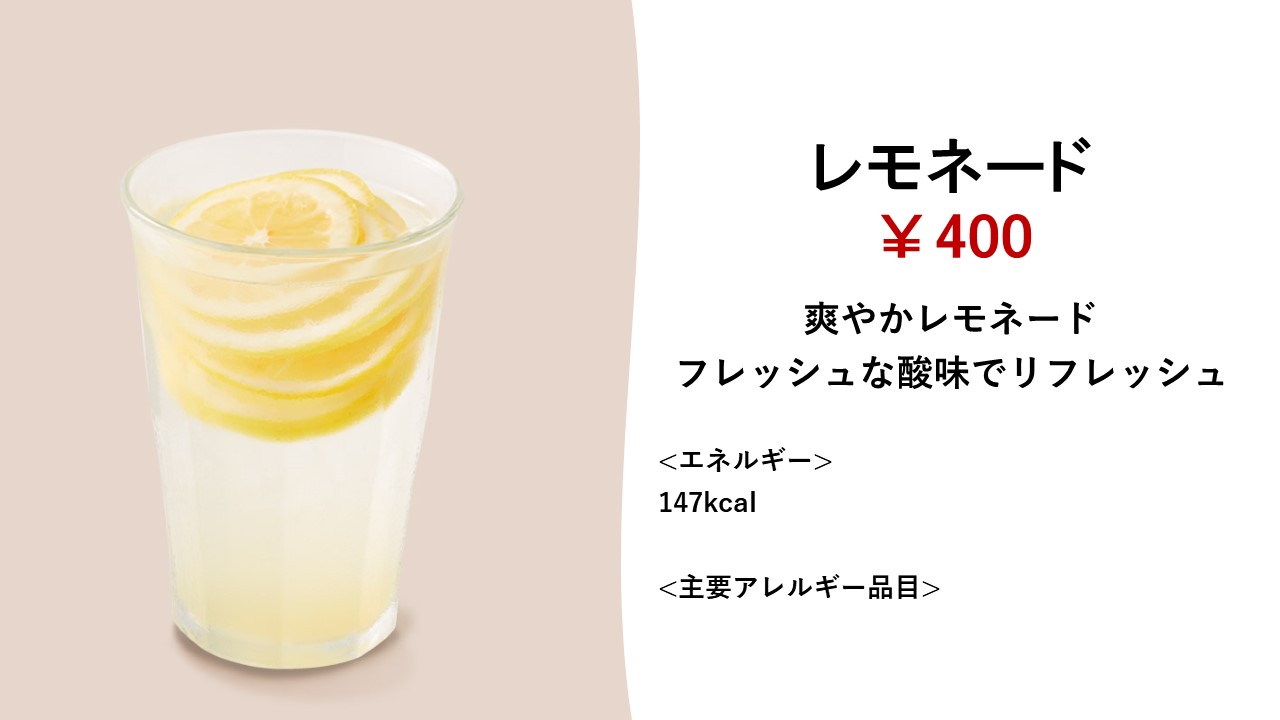 レモネード
￥400
爽やかレモネード
フレッシュな酸味でリフレッシュ
<エネルギー>
147kcal
<主要アレルギー品目>